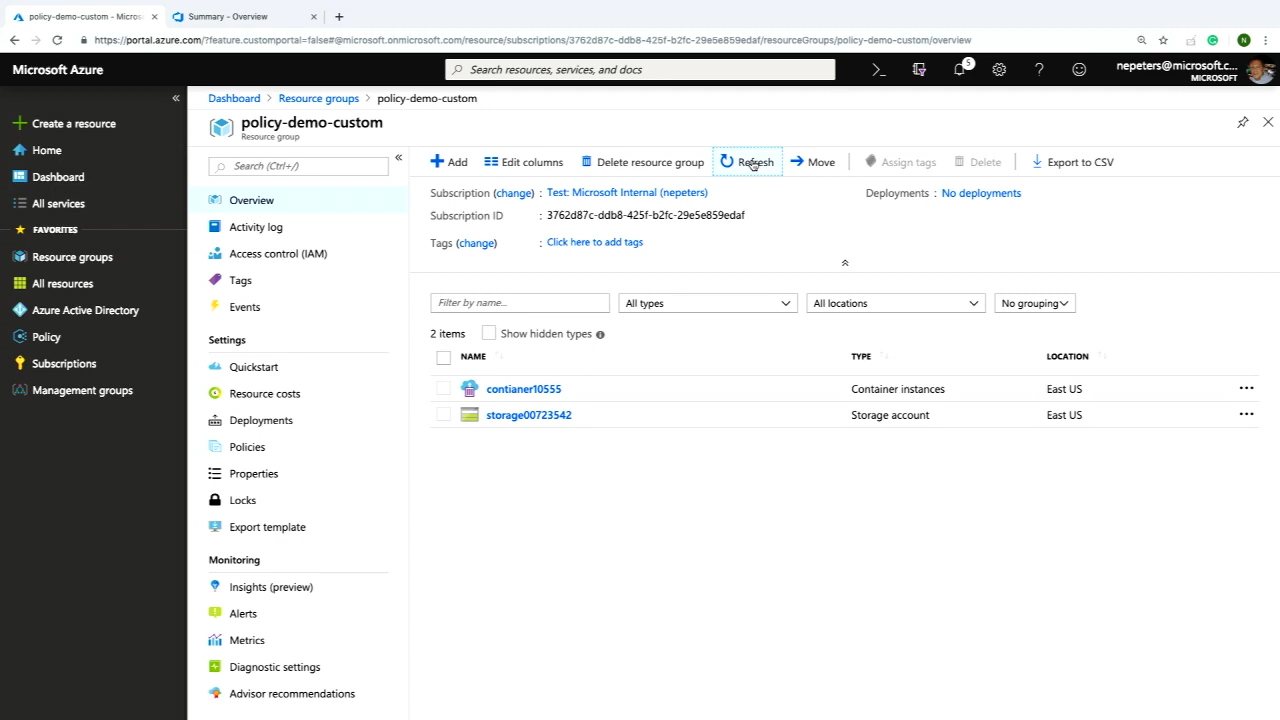 policy-demo-custom - Micros
Summary - Overview
https://portal.azure.com/?feature.customportal=false#@microsoft.onmicrosoft.com/resource/subscriptions/3762d87c-ddb8-425f-b2fc-29e5e859edaf/resourceGroups/policy-demo-custom/overview
N
Microsoft Azure
Search resources, services, and docs
5
nepeters@microsoft.c...
MICROSOFT
Create a resource
Home
Dashboard
All services
FAVORITES
Resource groups
All resources
Azure Active Directory
Policy
Subscriptions
Management groups
Dashboard > Resource groups > policy-demo-custom
policy-demo-custom
Resource group
Search (Ctrl+/)
Overview
Activity log
Access control (IAM)
Tags
Events
Settings
Quickstart
Resource costs
Deployments
Policies
Properties
Locks
Export template
Monitoring
Insights (preview)
Alerts
Metrics
Diagnostic settings
Advisor recommendations
Add Edit columns Delete resource group Refresh Move Assign tags Delete Export to CSV
Subscription (change) : Test: Microsoft Internal (nepeters) Deployments : No deployments
Subscription ID : 3762d87c-ddb8-425f-b2fc-29e5e859edaf
Tags (change) : Click here to add tags
Filter by name... All types All locations No grouping
2 items Show hidden types
NAME TYPE LOCATION
contianer10555 Container instances East US
storage00723542 Storage account East US